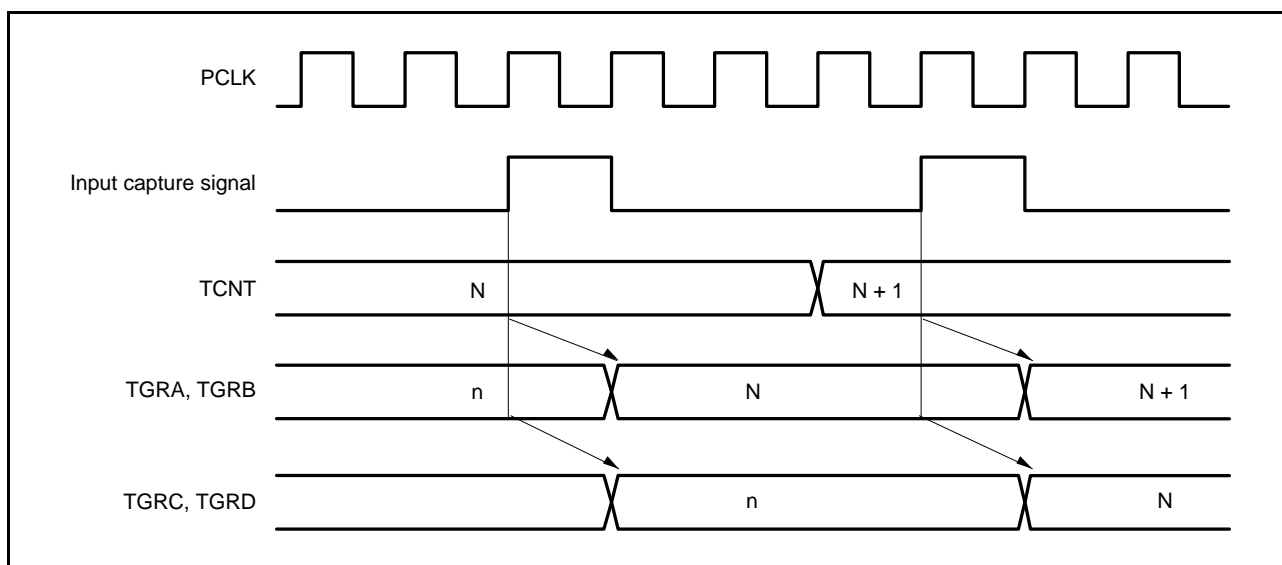 PCLK
Input capture signal
TCNT
N
N + 1
TGRA, TGRB
n
N
N + 1
TGRC, TGRD
n
N